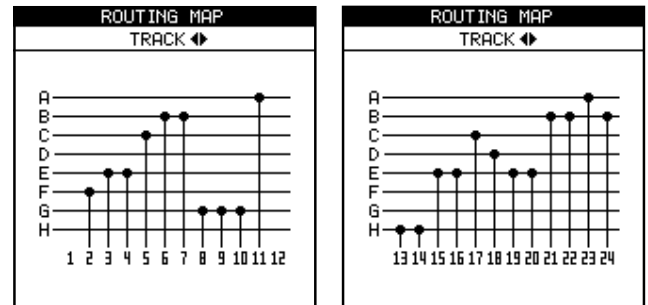 ROUTING MAP
TRACK
A
B
C
D
E
F
G
H
1 2 3 4 5 6 7 8 9 10 11 12
ROUTING MAP
TRACK
A
B
C
D
E
F
G
H
13 14 15 16 17 18 19 20 21 22 23 24